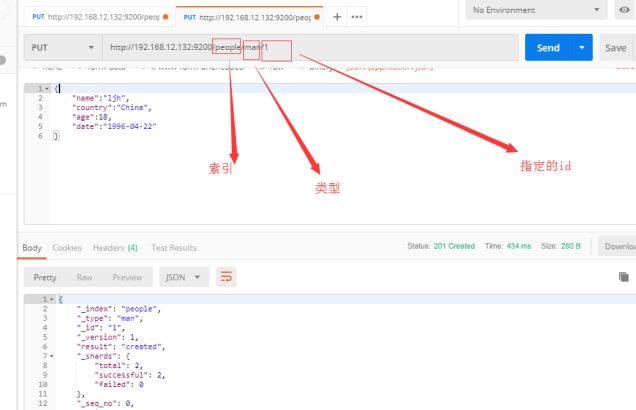 PUT http://192.168.12.132:9200/peop
PUT http://192.168.12.132:9200/peop
+
•••
No Environment
PUT
http://192.168.12.132:9200/people/man/1
Send
Save
1 {
2 "name":"ljh",
3 "country":"China",
4 "age":18,
5 "date":"1996-04-22"
6 }
索引
类型
指定的id
Body Cookies Headers (4) Test Results
Status: 201 Created Time: 434 ms Size: 280 B
Downloa
Pretty Raw Preview JSON
1 {
2 "_index": "people",
3 "_type": "man",
4 "_id": "1",
5 "_version": 1,
6 "result": "created",
7 "_shards": {
8 "total": 2,
9 "successful": 2,
10 "failed": 0
11 },
12 "_seq_no": 0,